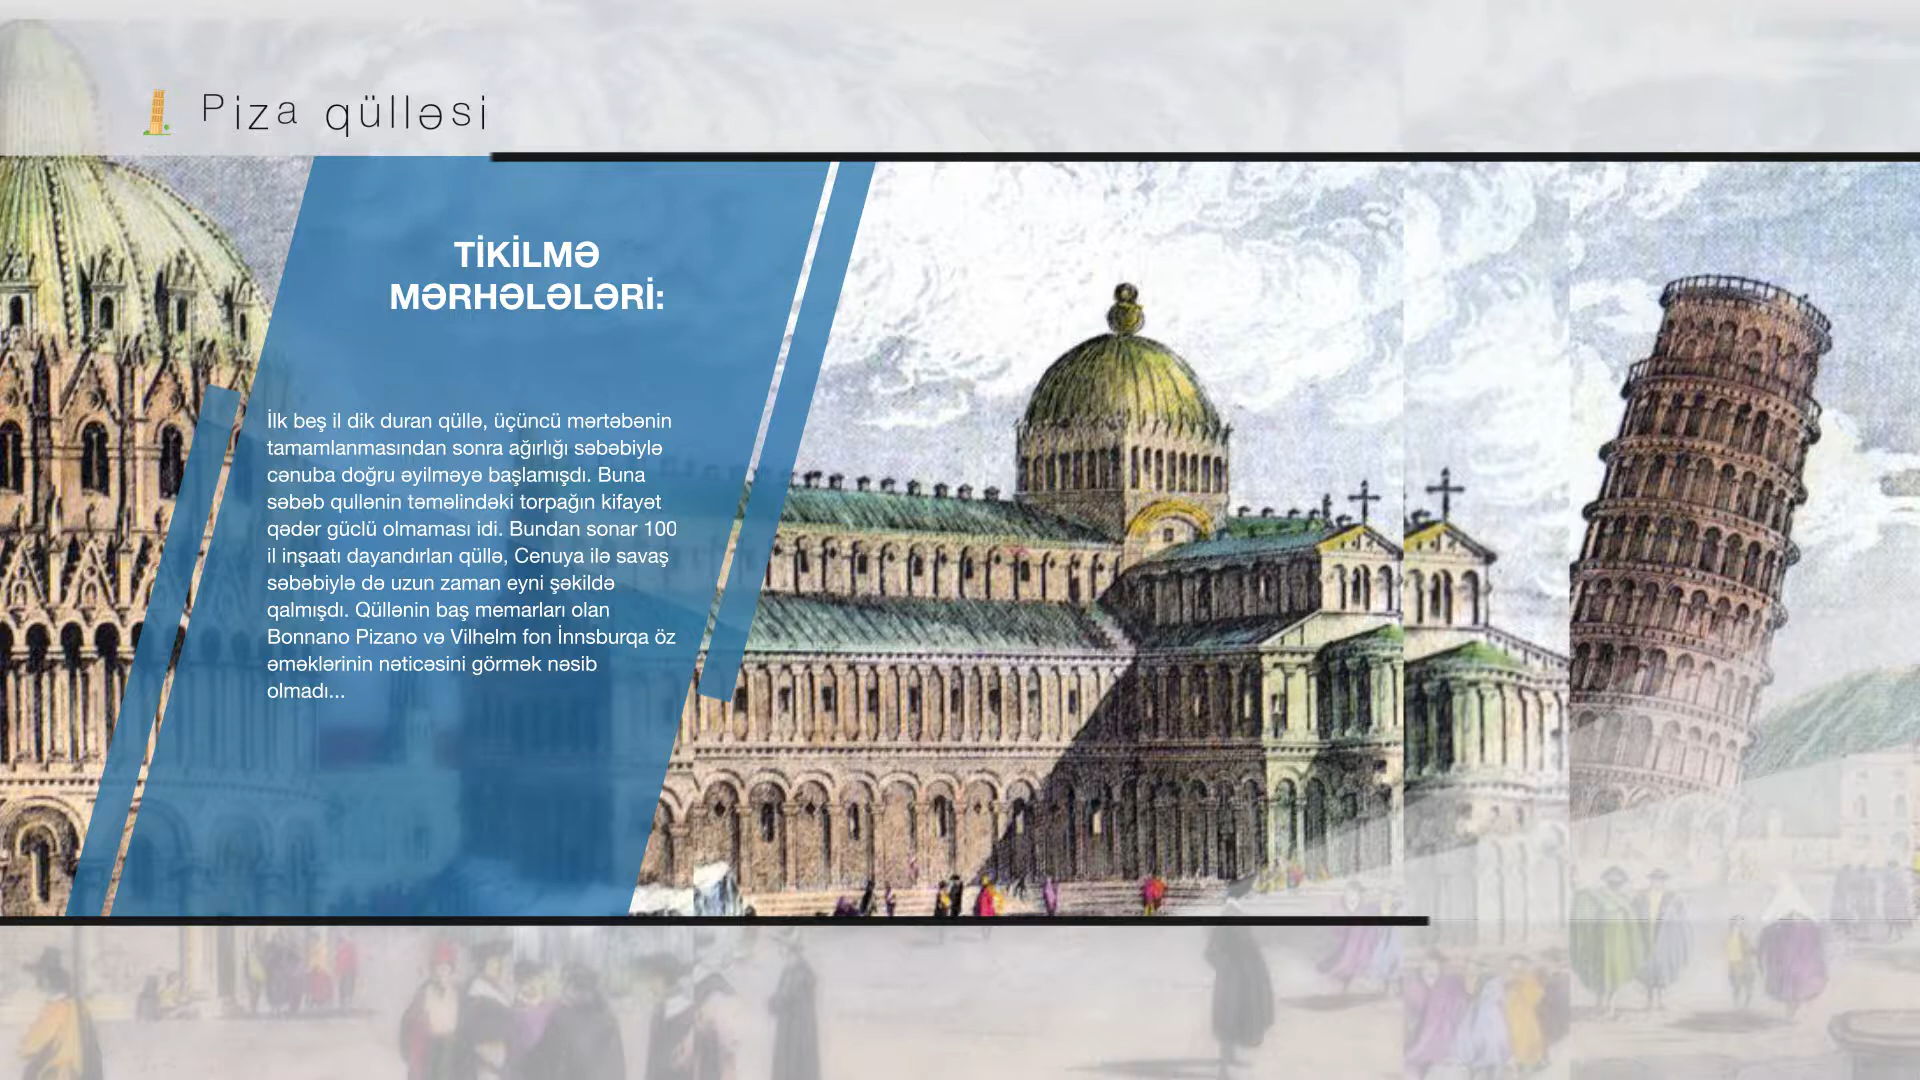 Piza qülləsi
TİKİLMƏ
MƏRHƏLƏLƏRİ:
İlk beş il dik duran qüllə, üçüncü mərtəbənin
tamamlanmasından sonra ağırlığı səbəbiylə
cənuba doğru əyilməyə başlamışdı. Buna
səbəb qullənin təməlindəki torpağın kifayət
qədər güclü olmaması idi. Bundan sonar 100
il inşaatı dayandırlan qüllə, Cenuya ilə savaş
səbəbiylə də uzun zaman eyni şəkildə
qalmışdı. Qüllənin baş memarları olan
Bonnano Pizano və Vilhelm fon İnnsburqa öz
əməklərinin nəticəsini görmək nəsib
olmadı...